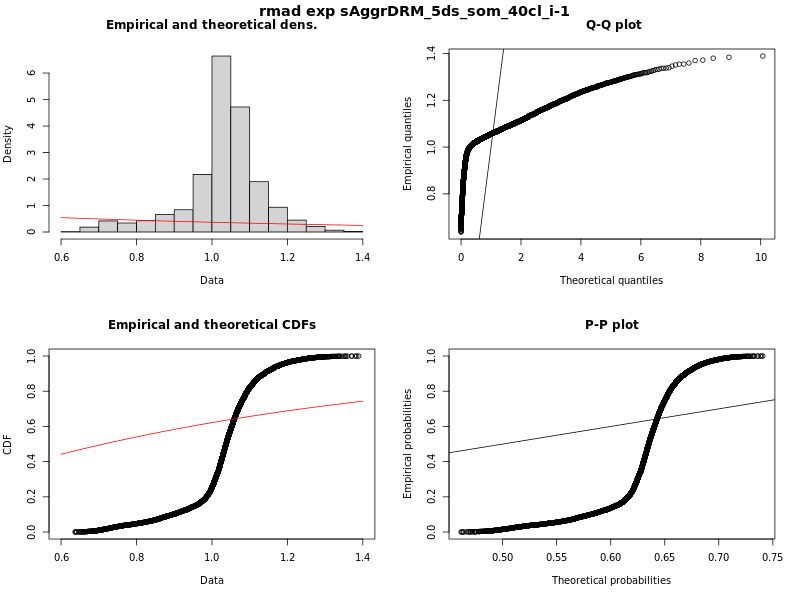 rmad exp sAggrDRM_5ds_som_40cl_i-1
Empirical and theoretical dens.
Density
0 1 2 3 4 5 6
0.6 0.8 1.0 1.2 1.4
Data
Q-Q plot
Empirical quantiles
0.8 1.0 1.2 1.4
0 2 4 6 8 10
Theoretical quantiles
Empirical and theoretical CDFs
CDF
0.0 0.2 0.4 0.6 0.8 1.0
0.6 0.8 1.0 1.2 1.4
Data
P-P plot
Empirical probabilities
0.0 0.2 0.4 0.6 0.8 1.0
0.50 0.55 0.60 0.65 0.70 0.75
Theoretical probabilities